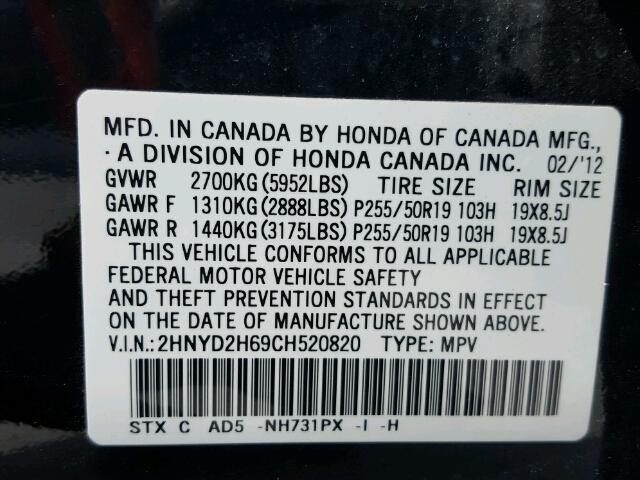 MFD. IN CANADA BY HONDA OF CANADA MFG.,
· A DIVISION OF HONDA CANADA INC. 02/'12
GVWR 2700KG(5952LBS) TIRE SIZE RIM SIZE
GAWR F 1310KG(2888LBS) P255/50R19 103H 19X8.5J
GAWR R 1440KG(3175LBS) P255/50R19 103H 19X8.5J
THIS VEHICLE CONFORMS TO ALL APPLICABLE
FEDERAL MOTOR VEHICLE SAFETY
AND THEFT PREVENTION STANDARDS IN EFFECT
ON THE DATE OF MANUFACTURE SHOWN ABOVE.
V.I.N.:2HNYD2H69CH520820 TYPE: MPV
STX C AD5 -NH731PX -I -H